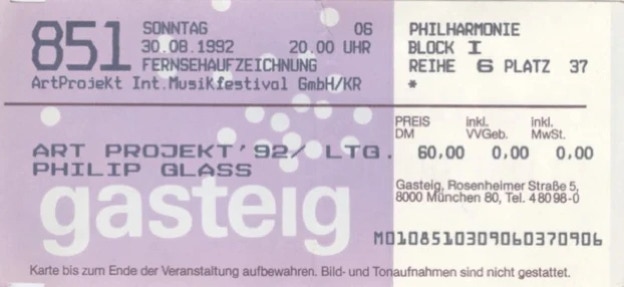 851
SONNTAG 06
30.08.1992 20.00 UHR
FERNSEHAUFZEICHNUNG
ArtProjekt Int.Musikfestival GmbH/KR
PHILHARMONIE
BLOCK I
REIHE 6 PLATZ 37
*
PREIS inkl. inkl.
DM VVGeb. MwSt.
60,00 0,00 0,00
ART PROJEKT'92/ LTG.
PHILIP GLASS
Gasteig, Rosenheimer Straße 5,
8000 München 80, Tel. 4 80 98-0
gasteig
M0108510309060370906
Karte bis zum Ende der Veranstaltung aufbewahren. Bild- und Tonaufnahmen sind nicht gestattet.